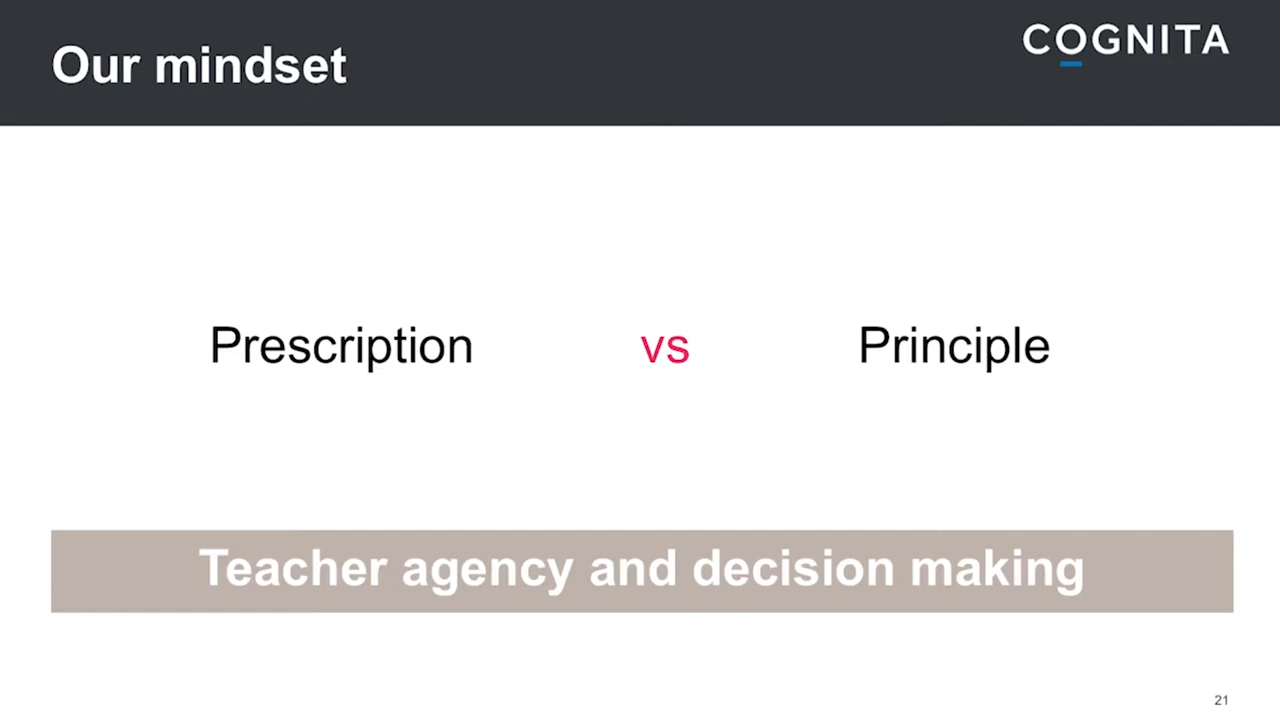 Our mindset
COGNITA
Prescription vs Principle
Teacher agency and decision making
21